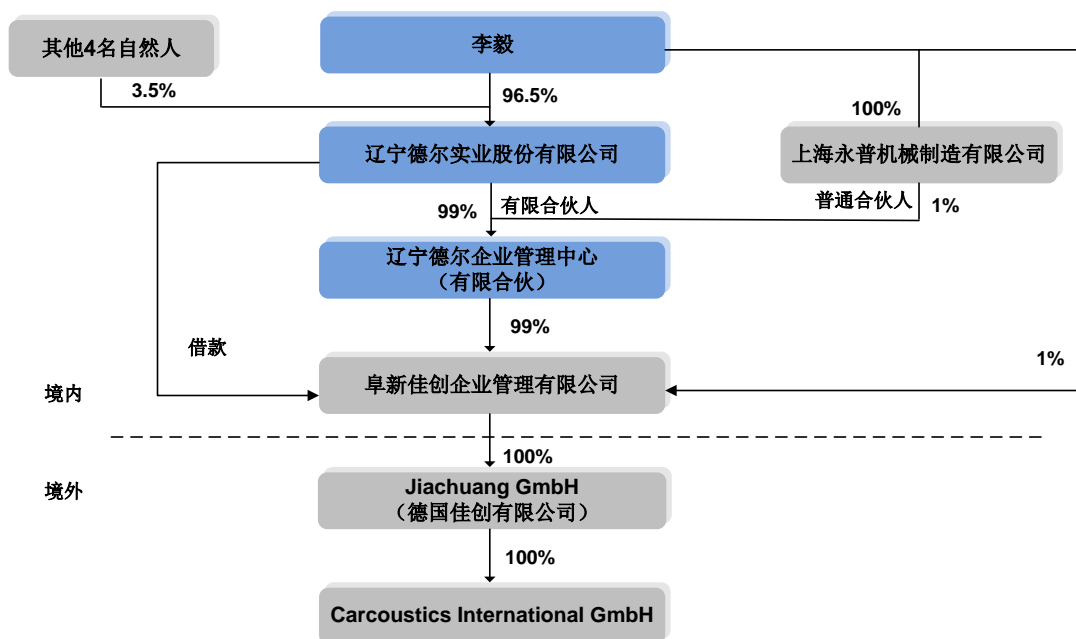 其他4名自然人
李毅
3.5%
96.5%
100%
辽宁德尔实业股份有限公司
上海永普机械制造有限公司
99%
有限合伙人
普通合伙人
1%
辽宁德尔企业管理中心
（有限合伙）
99%
借款
1%
境内
阜新佳创企业管理有限公司
100%
境外
Jiachuang GmbH
（德国佳创有限公司）
100%
Carcoustics International GmbH